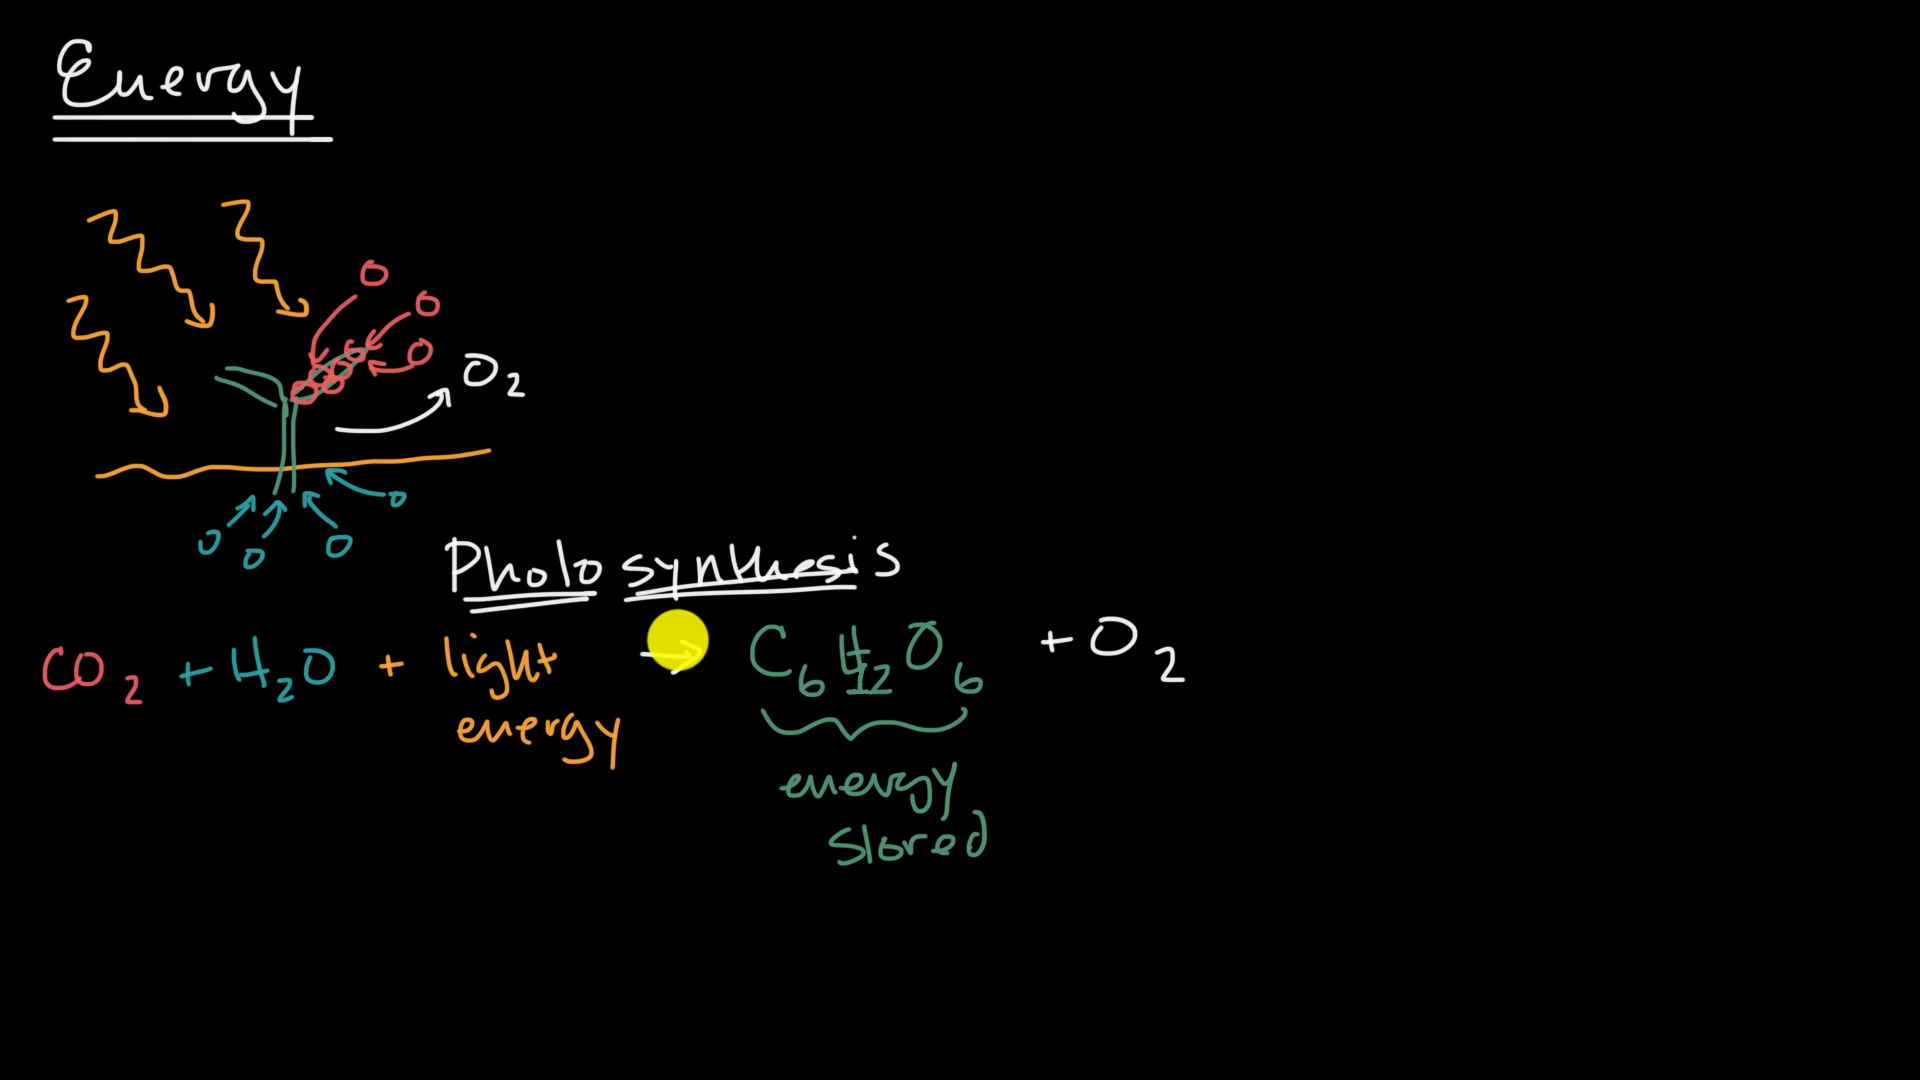 Energy
O₂
Photosynthesis
CO₂ + H₂O + light energy → C₆H₁₂O₆ + O₂
energy
stored